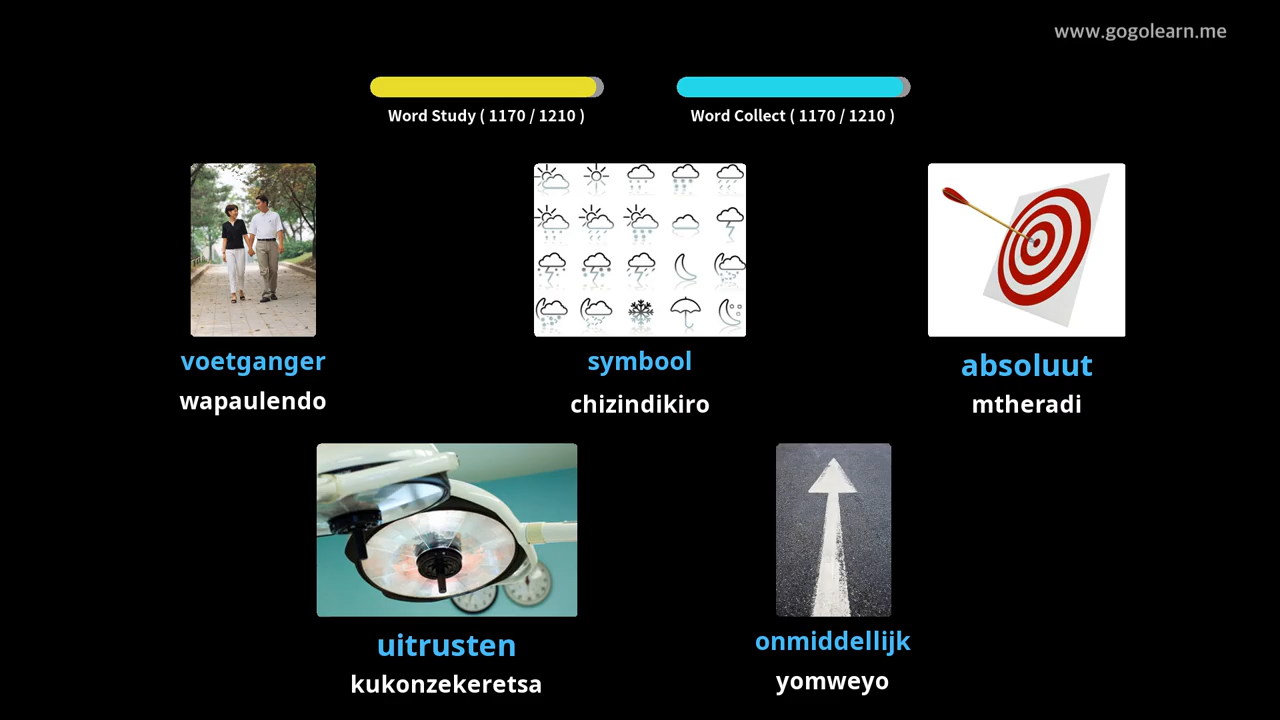 www.gogolearn.me
Word Study ( 1170 / 1210 )
Word Collect ( 1170 / 1210 )
voetganger
wapaulendo
symbool
chizindikiro
absoluut
mtheradi
uitrusten
kukonzekeretsa
onmiddellijk
yomweyo